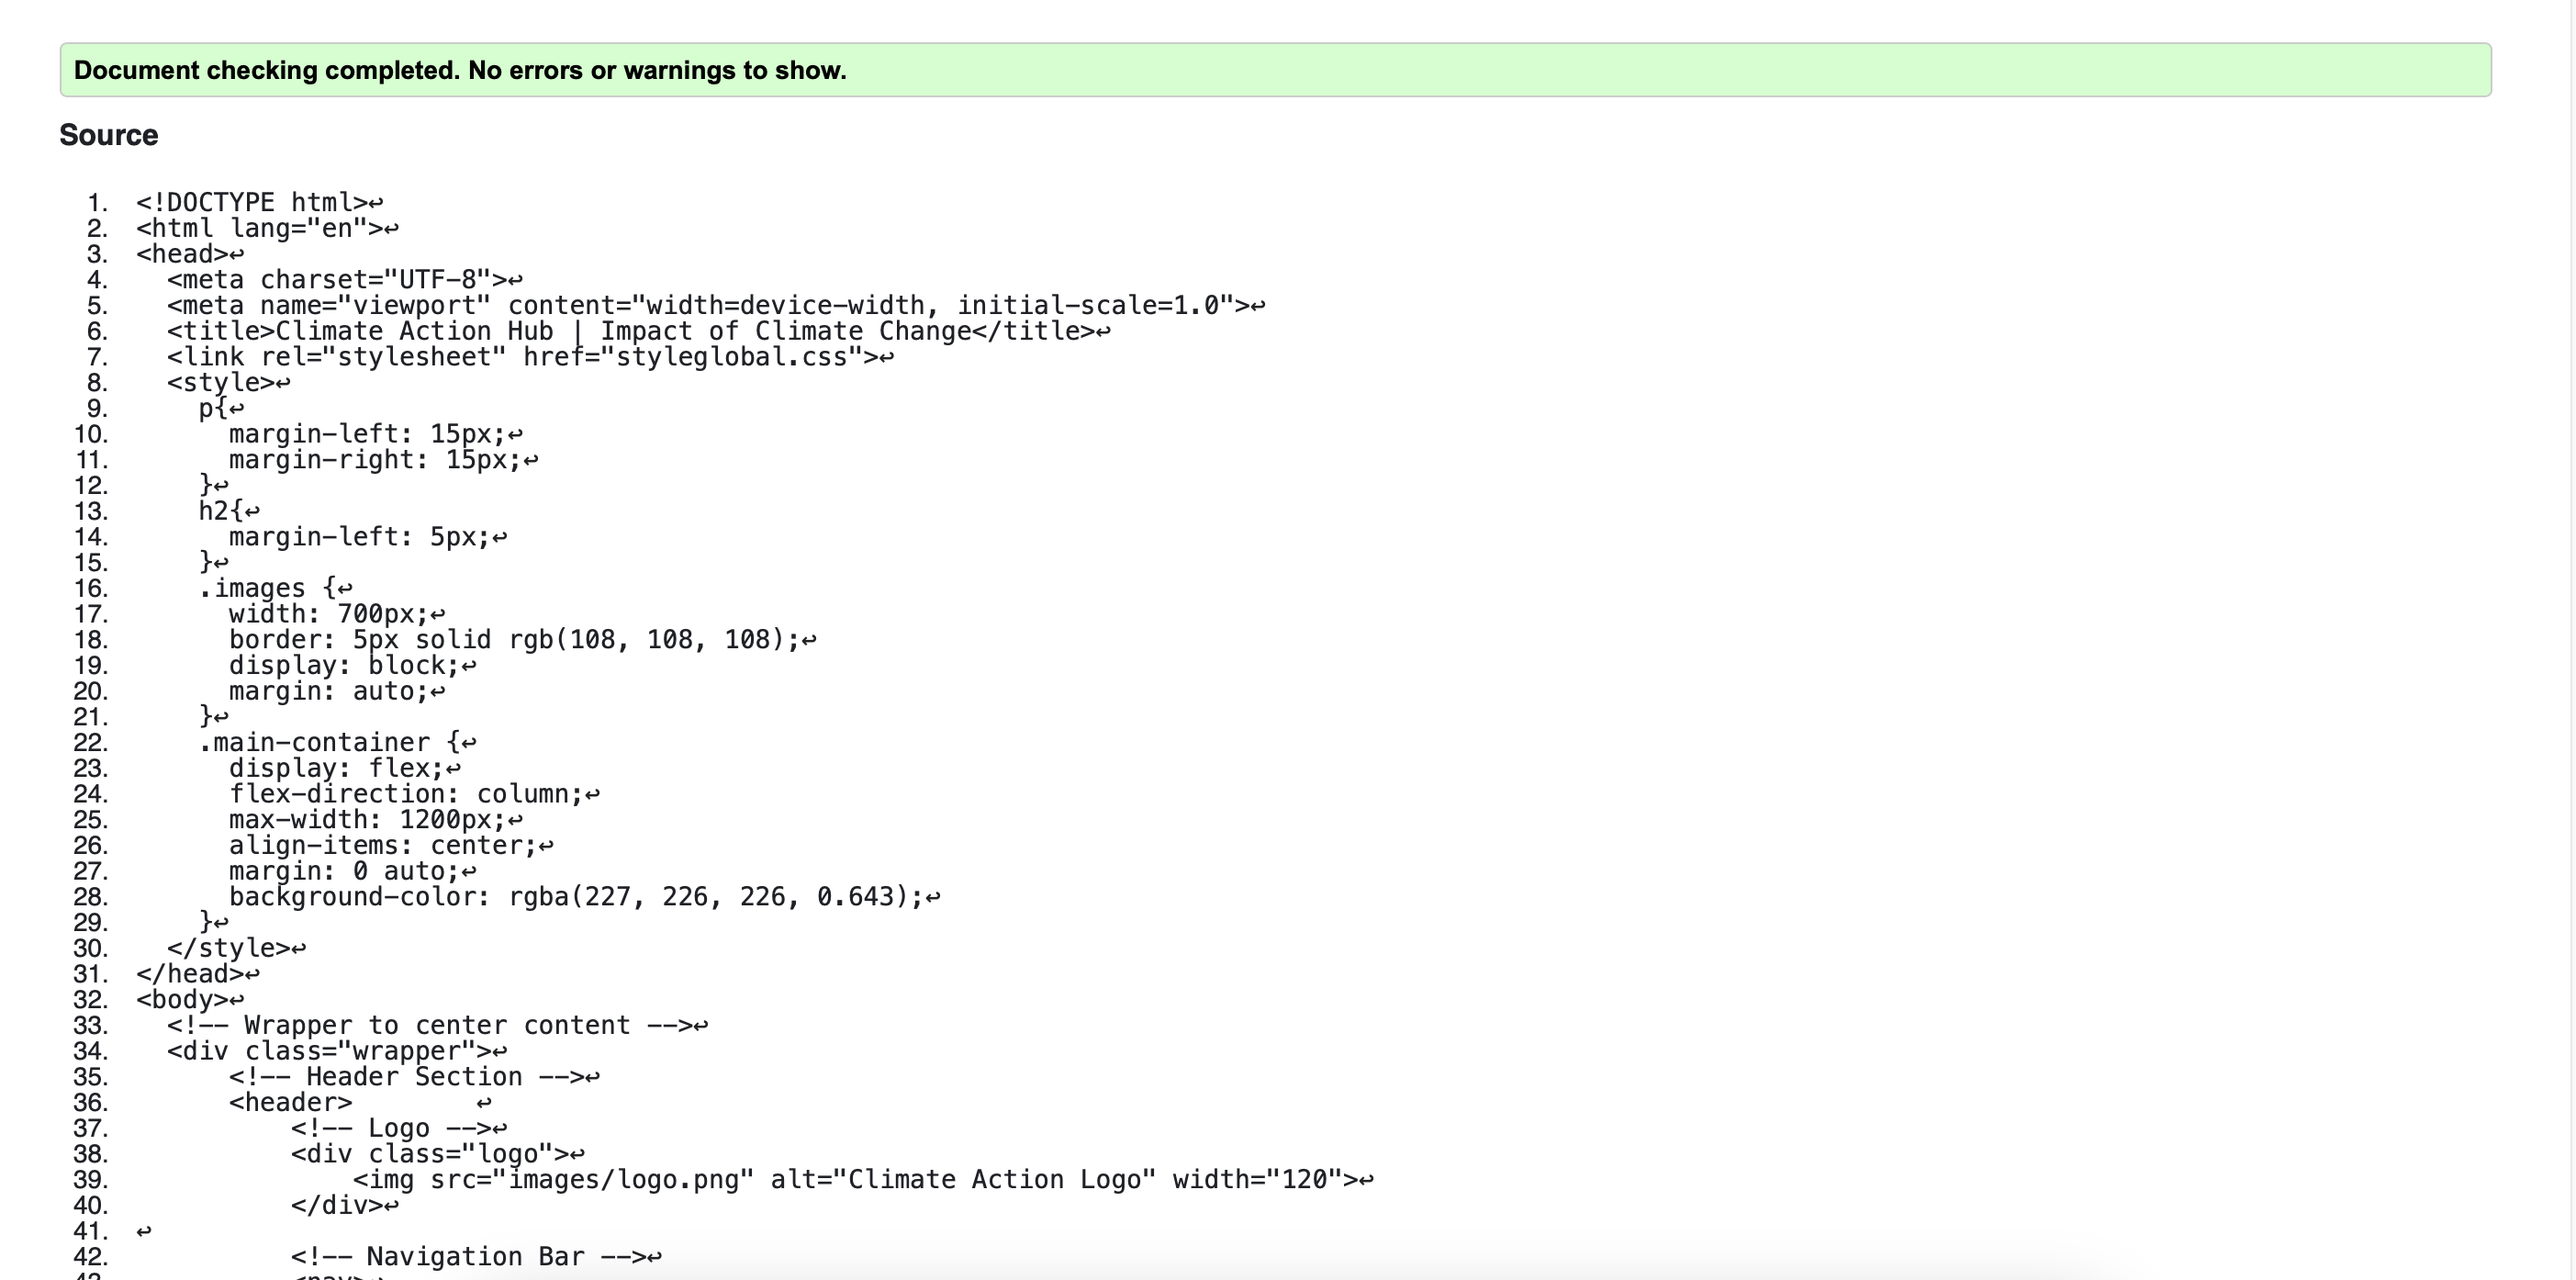 Document checking completed. No errors or warnings to show.
Source
1. <!DOCTYPE html>↩
2. <html lang="en">↩
3. <head>↩
4.   <meta charset="UTF-8">↩
5.   <meta name="viewport" content="width=device-width, initial-scale=1.0">↩
6.   <title>Climate Action Hub | Impact of Climate Change</title>↩
7.   <link rel="stylesheet" href="styleglobal.css">↩
8.   <style>↩
9.     p{↩
10.       margin-left: 15px;↩
11.       margin-right: 15px;↩
12.     }↩
13.     h2{↩
14.       margin-left: 5px;↩
15.     }↩
16.     .images {↩
17.       width: 700px;↩
18.       border: 5px solid rgb(108, 108, 108);↩
19.       display: block;↩
20.       margin: auto;↩
21.     }↩
22.     .main-container {↩
23.       display: flex;↩
24.       flex-direction: column;↩
25.       max-width: 1200px;↩
26.       align-items: center;↩
27.       margin: 0 auto;↩
28.       background-color: rgba(227, 226, 226, 0.643);↩
29.     }↩
30.   </style>↩
31. </head>↩
32. <body>↩
33.   <!-- Wrapper to center content -->↩
34.   <div class="wrapper">↩
35.       <!-- Header Section -->↩
36.       <header>        ↩
37.           <!-- Logo -->↩
38.           <div class="logo">↩
39.               <img src="images/logo.png" alt="Climate Action Logo" width="120">↩
40.           </div>↩
41. ↩
42.           <!-- Navigation Bar -->↩